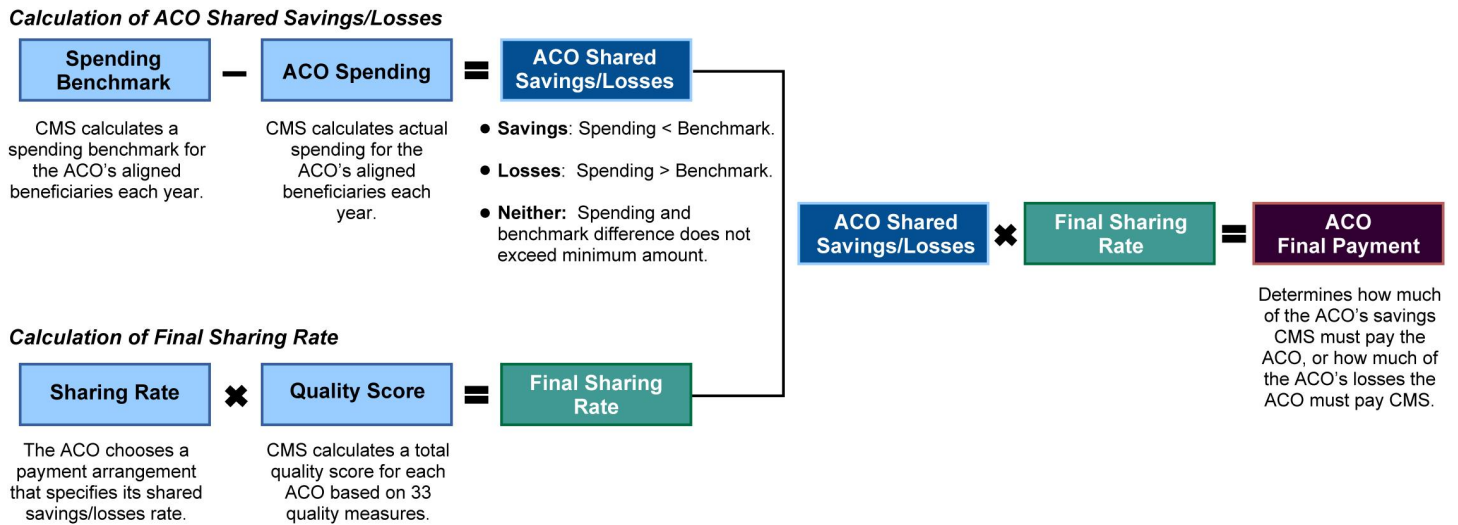 Calculation of ACO Shared Savings/Losses
Spending
Benchmark
–
ACO Spending
=
ACO Shared
Savings/Losses
CMS calculates a
spending benchmark for
the ACO's aligned
beneficiaries each year.
CMS calculates actual
spending for the
ACO's aligned
beneficiaries each
year.
● Savings: Spending < Benchmark.
● Losses: Spending > Benchmark.
● Neither: Spending and
benchmark difference does not
exceed minimum amount.
Calculation of Final Sharing Rate
Sharing Rate
✖
Quality Score
=
Final Sharing
Rate
The ACO chooses a
payment arrangement
that specifies its shared
savings/losses rate.
CMS calculates a total
quality score for each
ACO based on 33
quality measures.
ACO Shared
Savings/Losses
✖
Final Sharing
Rate
=
ACO
Final Payment
Determines how much
of the ACO's savings
CMS must pay the
ACO, or how much of
the ACO's losses the
ACO must pay CMS.